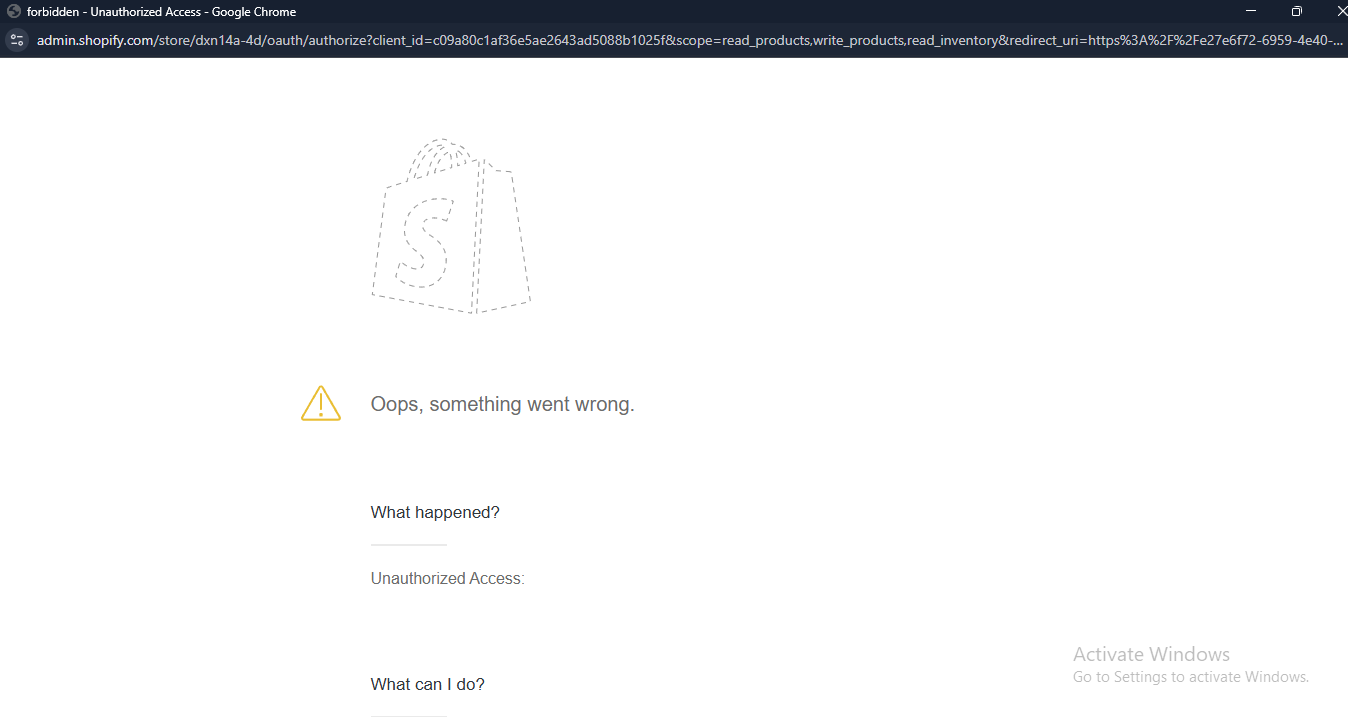 forbidden - Unauthorized Access - Google Chrome
admin.shopify.com/store/dxn14a-4d/oauth/authorize?client_id=c09a80c1af36e5ae2643ad5088b1025f&scope=read_products,write_products,read_inventory&redirect_uri=https%3A%2F%2Fe27e6f72-6959-4e40-...
S
Oops, something went wrong.
What happened?
Unauthorized Access:
What can I do?
Activate Windows
Go to Settings to activate Windows.